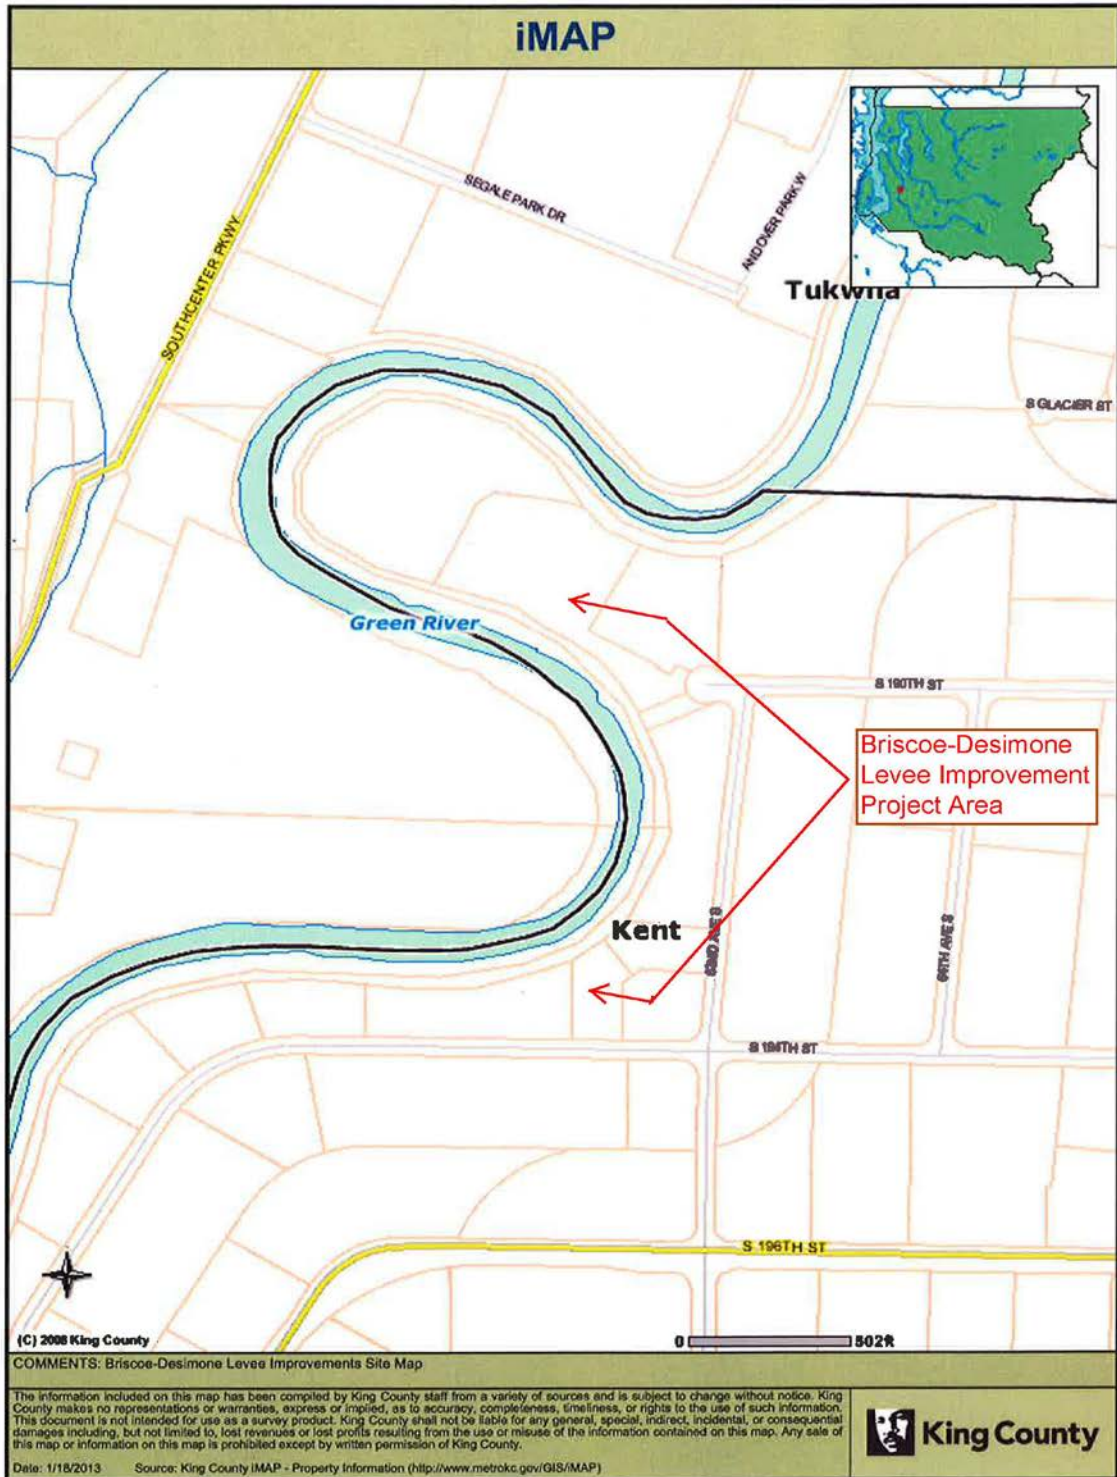 iMAP
SEGALE PARK DR
ANDOVER PARK W
SOUTHCENTER PKWY
S GLACIER ST
Green River
S 190TH ST
Briscoe-Desimone
Levee Improvement
Project Area
Kent
62ND AVE S
S 194TH ST
S 196TH ST
(C) 2008 King County
0 502ft
COMMENTS: Briscoe-Desimone Levee Improvements Site Map
The information included on this map has been compiled by King County staff from a variety of sources and is subject to change without notice. King
County makes no representations or warranties, express or implied, as to accuracy, completeness, timeliness, or rights to the use of such information.
This document is not intended for use as a survey product. King County shall not be liable for any general, special, indirect, incidental, or consequential
damages including, but not limited to, lost revenues or lost profits resulting from the use or misuse of the information contained on this map. Any sale of
this map or information on this map is prohibited except by written permission of King County.
King County
Date: 1/18/2013 Source: King County iMAP - Property Information (http://www.metrokc.gov/GIS/iMAP)